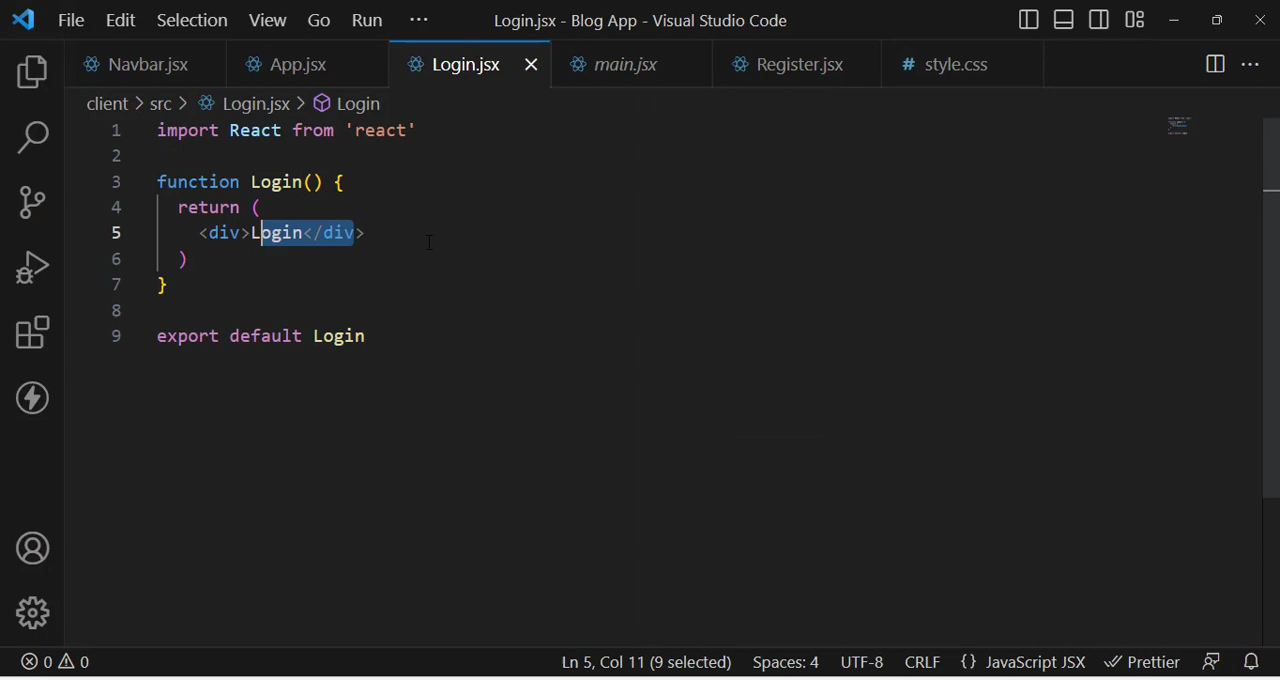 File Edit Selection View Go Run ··· Login.jsx - Blog App - Visual Studio Code
Navbar.jsx App.jsx Login.jsx main.jsx Register.jsx # style.css
client > src > Login.jsx > Login
1 import React from 'react'
2
3 function Login() {
4 return (
5 <div>Login</div>
6 )
7 }
8
9 export default Login
0 0 Ln 5, Col 11 (9 selected) Spaces: 4 UTF-8 CRLF {} JavaScript JSX Prettier